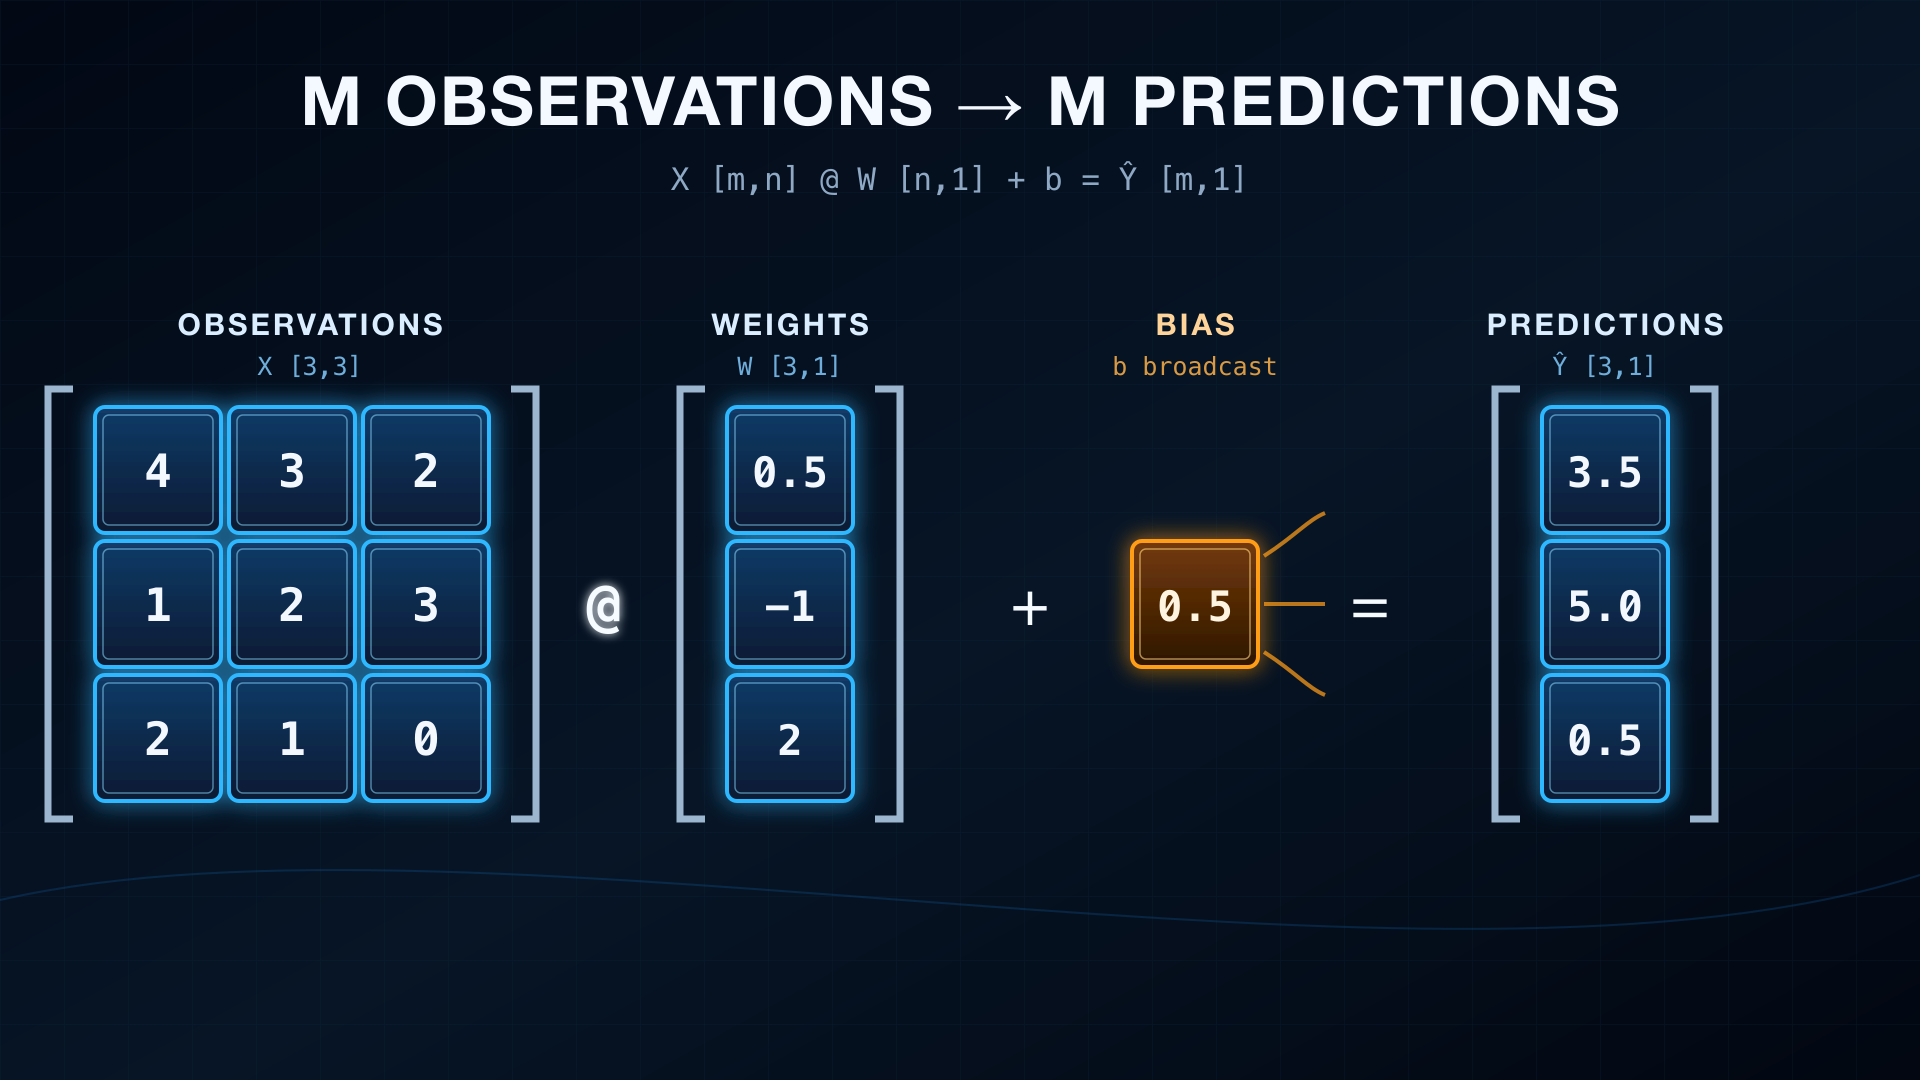 M OBSERVATIONS → M PREDICTIONS
X [m,n] @ W [n,1] + b = Ŷ [m,1]
OBSERVATIONS WEIGHTS BIAS PREDICTIONS
X [3,3] W [3,1] b broadcast Ŷ [3,1]
4 3 2 0.5 3.5
1 2 3 @ −1 + 0.5 = 5.0
2 1 0 2 0.5